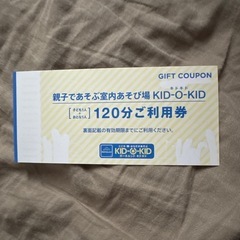 GIFT COUPON
親子であそぶ室内あそび場 KID-O-KID
120分ご利用券
裏面記載の有効期限までにご利用ください。
KID-O-KID